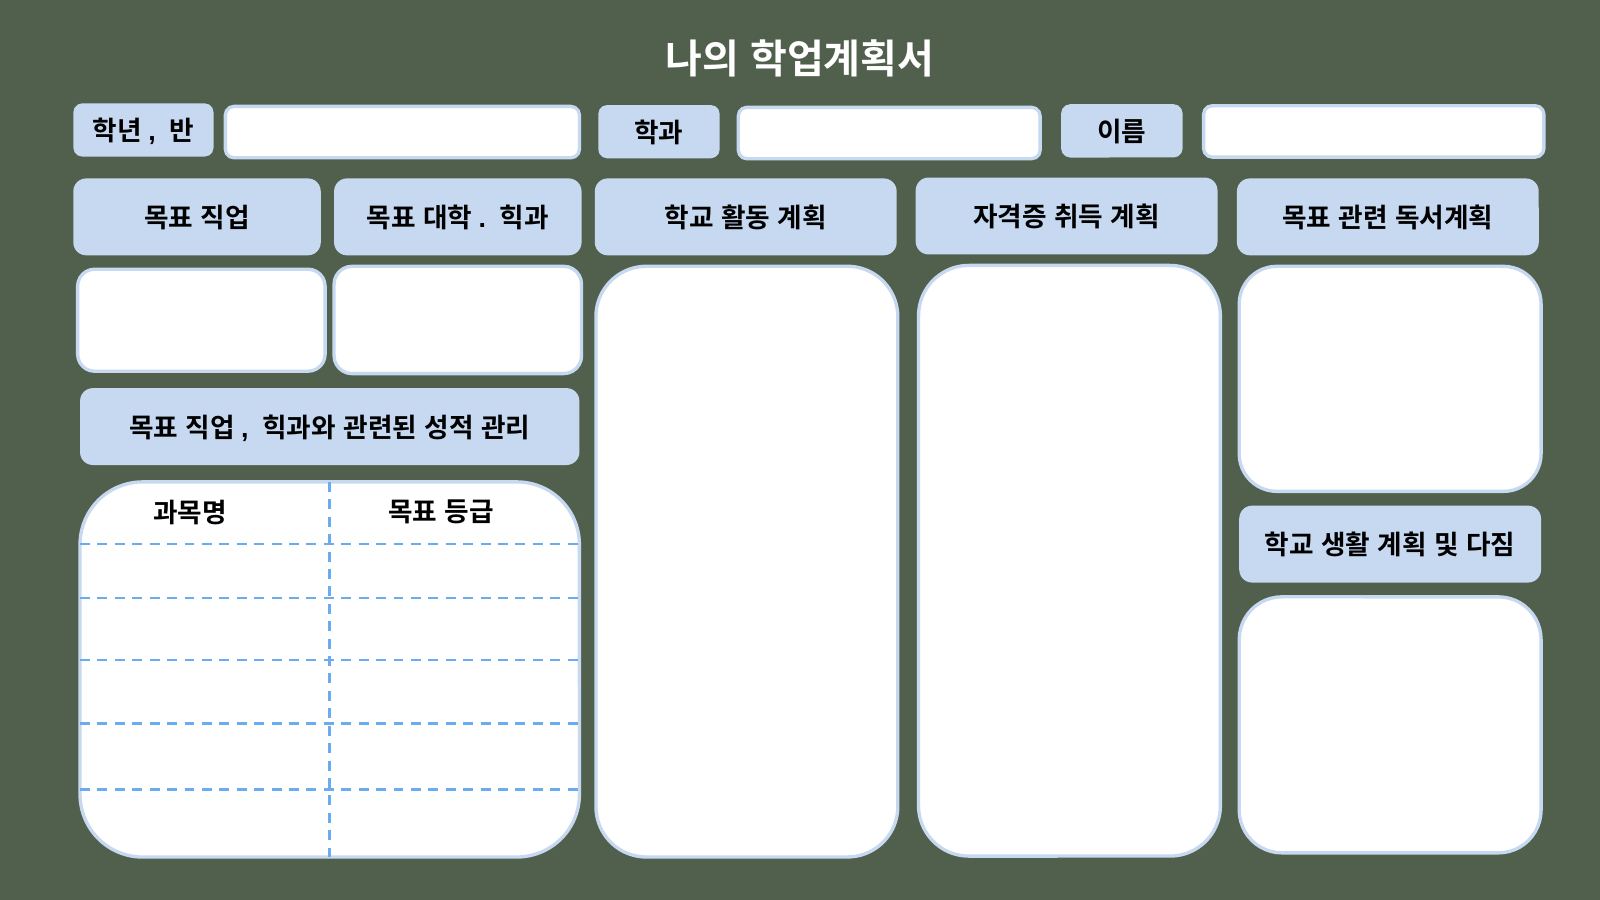 나의 학업계획서
학년 , 반
학과
이름
목표 직업
목표 대학 . 힉과
학교 활동 계획
자격증 취득 계획
목표 관련 독서계획
목표 직업 , 힉과와 관련된 성적 관리
과목명
목표 등급
학교 생활 계획 및 다짐